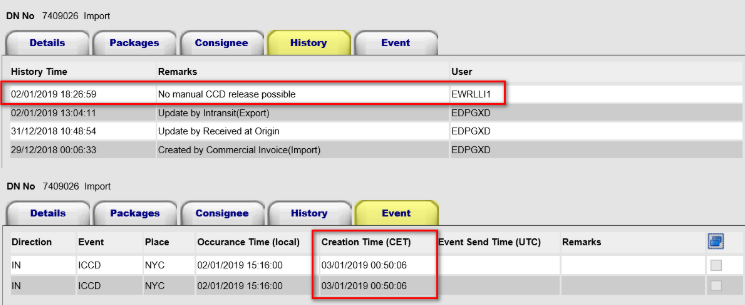 DN No 7409026 Import
Details Packages Consignee History Event
History Time Remarks User
02/01/2019 18:26:59 No manual CCD release possible EWRLLI1
02/01/2019 13:04:11 Update by Intransit(Export) EDPGXD
31/12/2018 10:48:54 Update by Received at Origin EDPGXD
29/12/2018 00:06:33 Created by Commercial Invoice(Import) EDPGXD
DN No 7409026 Import
Details Packages Consignee History Event
Direction Event Place Occurance Time (local) Creation Time (CET) Event Send Time (UTC) Remarks
IN ICCD NYC 02/01/2019 15:16:00 03/01/2019 00:50:06
IN ICCD NYC 02/01/2019 15:16:00 03/01/2019 00:50:06